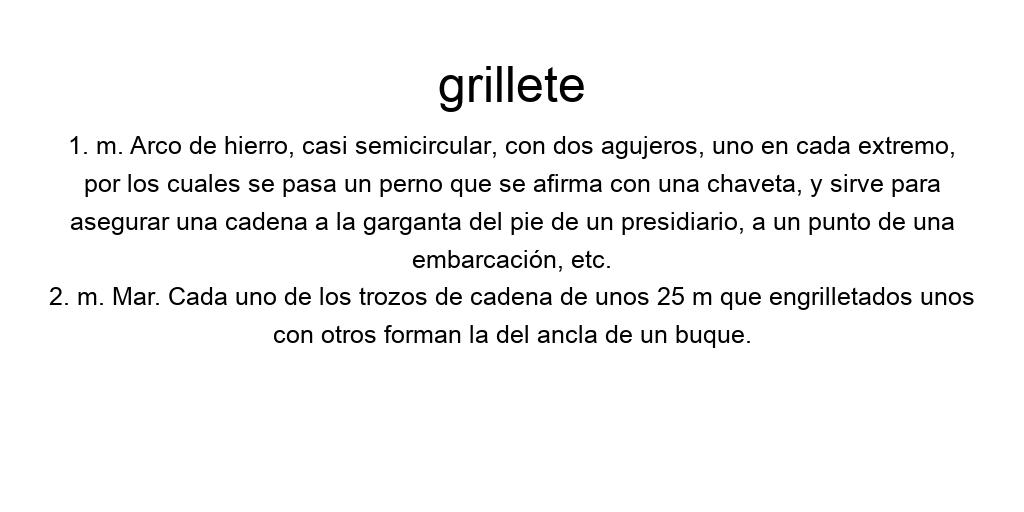 grillete
1. m. Arco de hierro, casi semicircular, con dos agujeros, uno en cada extremo,
por los cuales se pasa un perno que se afirma con una chaveta, y sirve para
asegurar una cadena a la garganta del pie de un presidiario, a un punto de una
embarcación, etc.
2. m. Mar. Cada uno de los trozos de cadena de unos 25 m que engrilletados unos
con otros forman la del ancla de un buque.